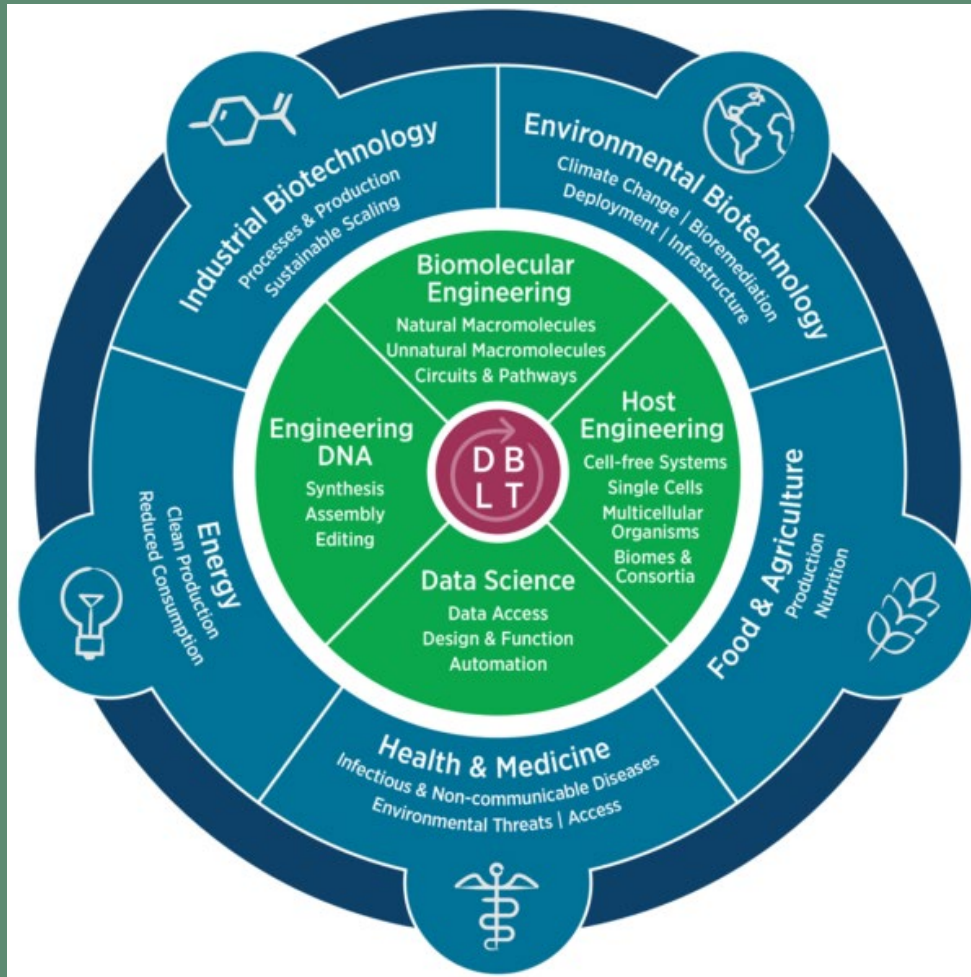 Industrial Biotechnology
Processes & Production
Sustainable Scaling
Environmental Biotechnology
Climate Change | Bioremediation
Deployment | Infrastructure
Biomolecular
Engineering
Natural Macromolecules
Unnatural Macromolecules
Circuits & Pathways
Engineering
DNA
Synthesis
Assembly
Editing
D B
L T
Host
Engineering
Cell-free Systems
Single Cells
Multicellular
Organisms
Biomes &
Consortia
Data Science
Data Access
Design & Function
Automation
Energy
Clean Production
Reduced Consumption
Food & Agriculture
Production
Nutrition
Health & Medicine
Infectious & Non-communicable Diseases
Environmental Threats | Access